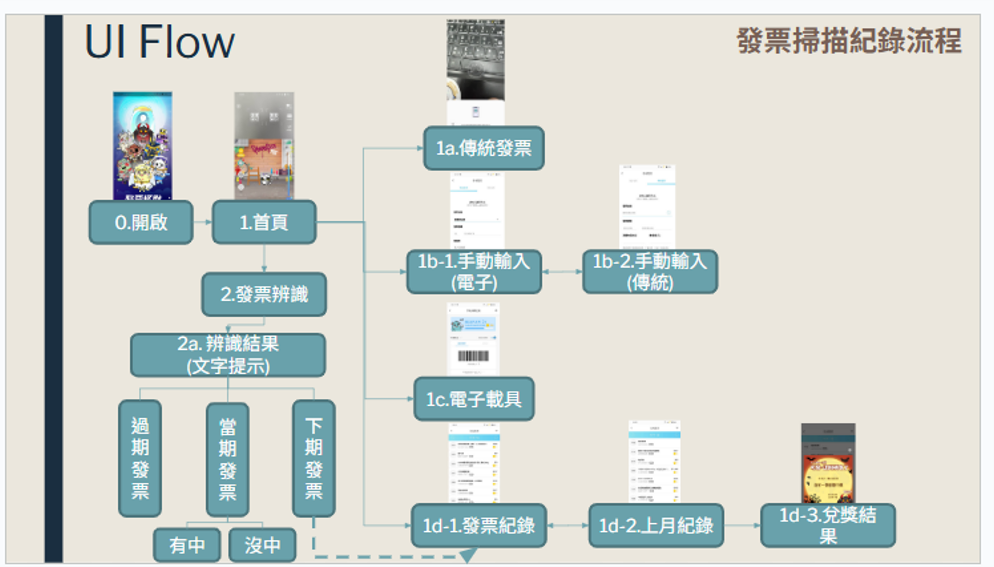 UI Flow
發票掃描紀錄流程
0.開啟
1.首頁
1a.傳統發票
1b-1.手動輸入
(電子)
1b-2.手動輸入
(傳統)
2.發票辨識
2a. 辨識結果
(文字提示)
1c.電子載具
過期發票
當期發票
下期發票
有中
沒中
1d-1.發票紀錄
1d-2.上月紀錄
1d-3.兌獎結
果